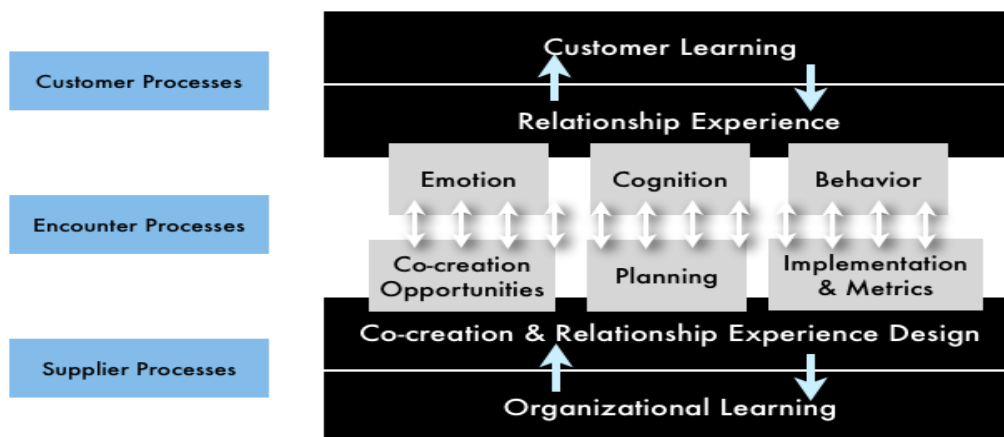 Customer Learning
Customer Processes
Relationship Experience
Emotion
Cognition
Behavior
Encounter Processes
Co-creation
Opportunities
Planning
Implementation
& Metrics
Co-creation & Relationship Experience Design
Supplier Processes
Organizational Learning